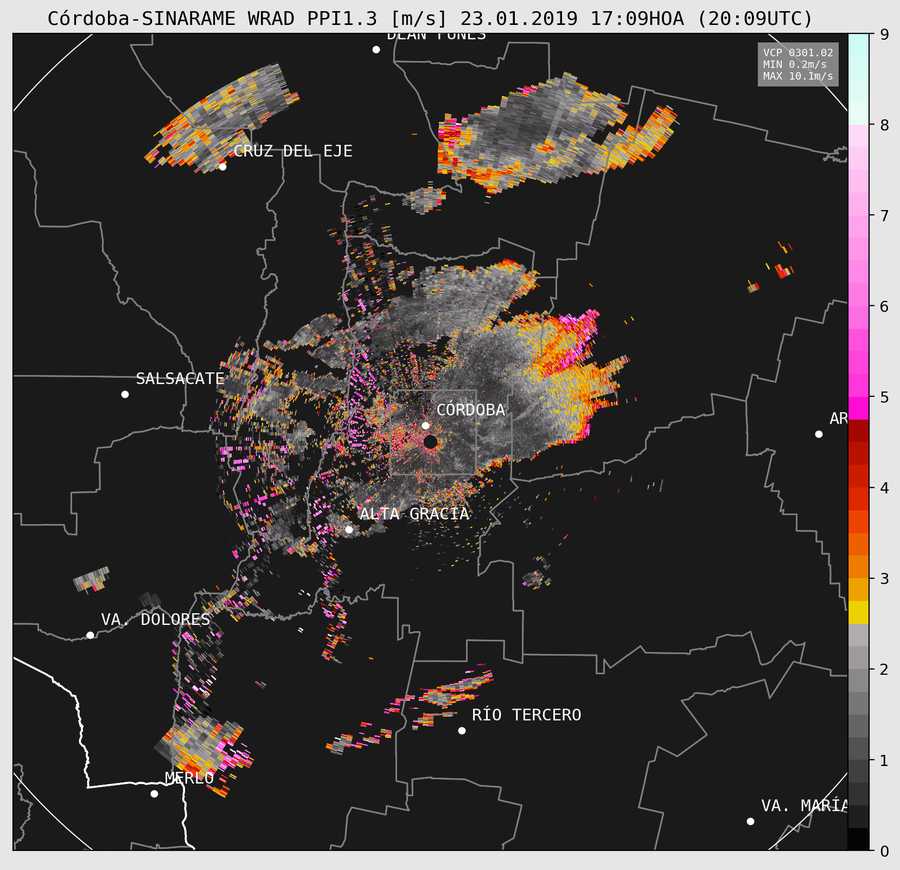 Córdoba-SINARAME WRAD PPI1.3 [m/s] 23.01.2019 17:09HOA (20:09UTC)
DEAN FUNES
VCP 0301.02
MIN 0.2m/s
MAX 10.1m/s
CRUZ DEL EJE
SALSACATE
CÓRDOBA
AR
ALTA GRACIA
VA. DOLORES
RÍO TERCERO
MERLO
VA. MARÍA
9
8
7
6
5
4
3
2
1
0